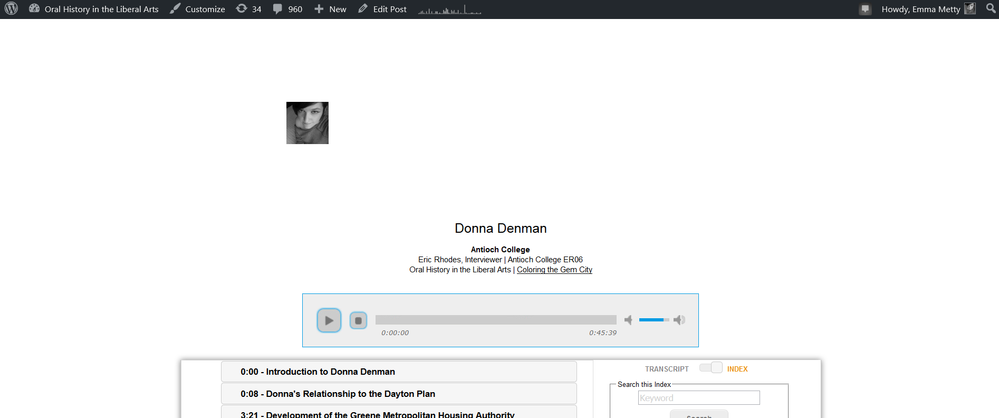 Oral History in the Liberal Arts Customize 34 960 New Edit Post Howdy, Emma Metty
Donna Denman
Antioch College
Eric Rhodes, Interviewer | Antioch College ER06
Oral History in the Liberal Arts | Coloring the Gem City
0:00:00 0:45:39
0:00 - Introduction to Donna Denman
0:08 - Donna's Relationship to the Dayton Plan
3:21 - Development of the Greene Metropolitan Housing Authority
TRANSCRIPT INDEX
Search this Index
Keyword
Search